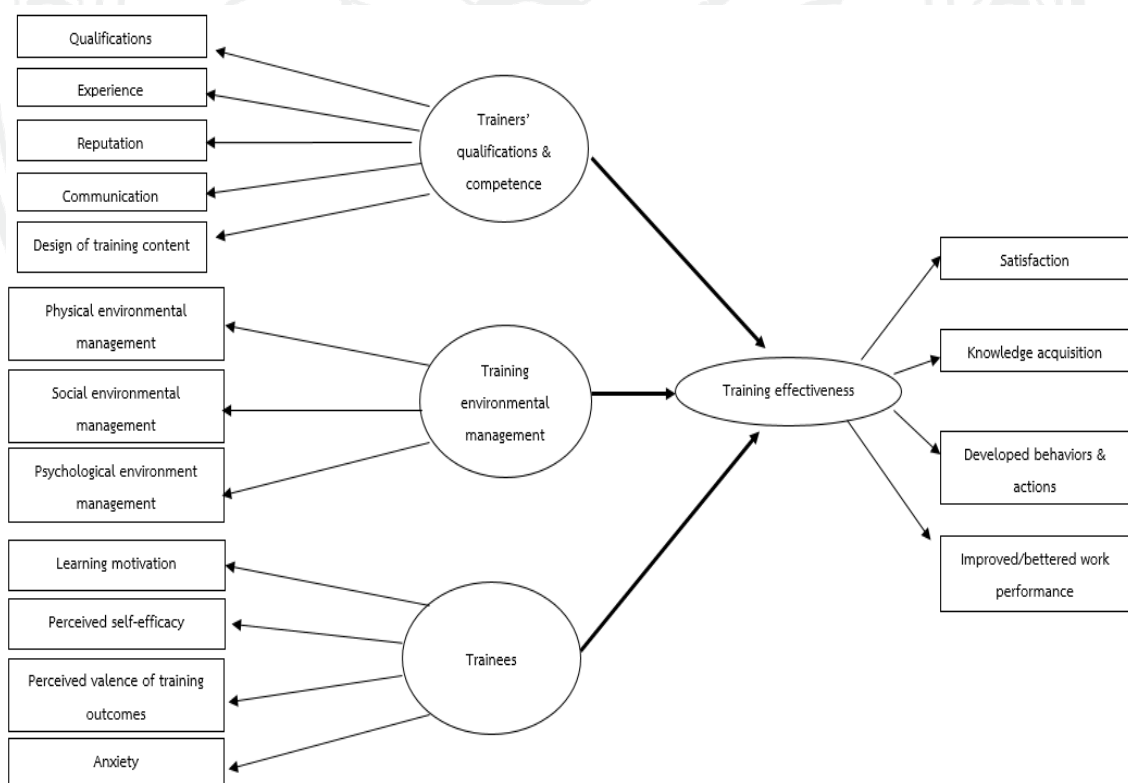 Qualifications
Experience
Reputation
Communication
Design of training content
Trainers'
qualifications &
competence
Physical environmental
management
Social environmental
management
Psychological environment
management
Training
environmental
management
Learning motivation
Perceived self-efficacy
Perceived valence of training
outcomes
Anxiety
Trainees
Training effectiveness
Satisfaction
Knowledge acquisition
Developed behaviors &
actions
Improved/bettered work
performance